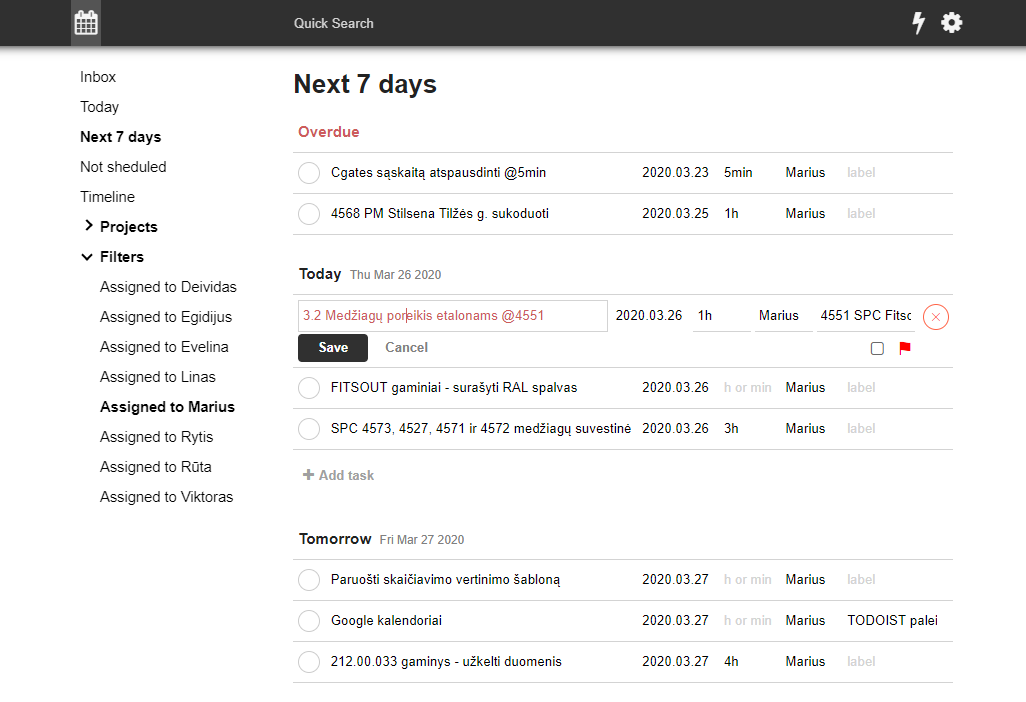 Quick Search
Inbox
Today
Next 7 days
Not sheduled
Timeline
Projects
Filters
Assigned to Deividas
Assigned to Egidijus
Assigned to Evelina
Assigned to Linas
Assigned to Marius
Assigned to Rytis
Assigned to Rūta
Assigned to Viktoras
Next 7 days
Overdue
Cgates sąskaitą atspausdinti @5min 2020.03.23 5min Marius label
4568 PM Stilsena Tilžės g. sukoduoti 2020.03.25 1h Marius label
Today Thu Mar 26 2020
3.2 Medžiagų poreikis etalonams @4551 2020.03.26 1h Marius 4551 SPC Fitsc
Save Cancel
FITSOUT gaminiai - surašyti RAL spalvas 2020.03.26 h or min Marius label
SPC 4573, 4527, 4571 ir 4572 medžiagų suvestinė 2020.03.26 3h Marius label
Add task
Tomorrow Fri Mar 27 2020
Paruošti skaičiavimo vertinimo šabloną 2020.03.27 h or min Marius label
Google kalendoriai 2020.03.27 h or min Marius TODOIST palei
212.00.033 gaminys - užkelti duomenis 2020.03.27 4h Marius label